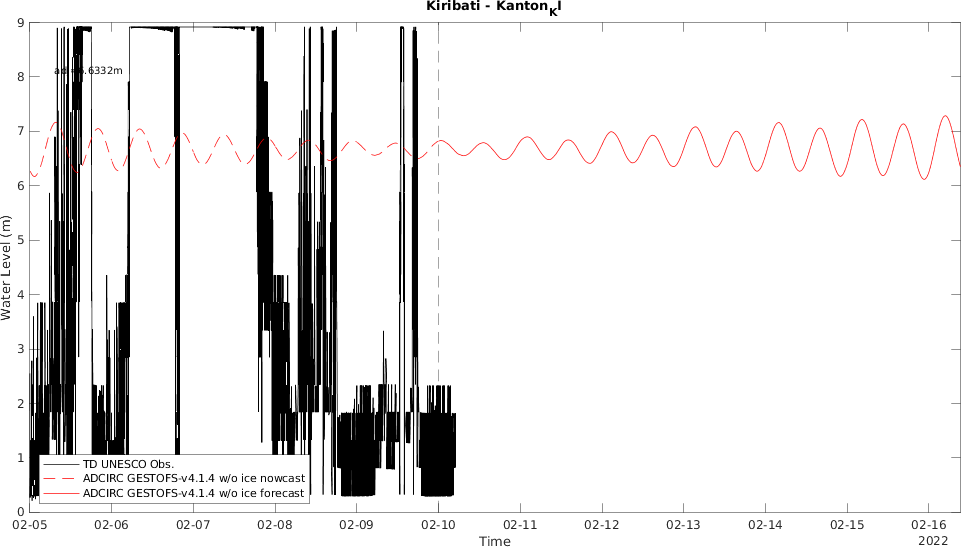 Kiribati - KantonKI
9
8
7
6
5
4
3
2
1
0
Water Level (m)
6.6332m
TD UNESCO Obs.
ADCIRC GESTOFS-v4.1.4 w/o ice nowcast
ADCIRC GESTOFS-v4.1.4 w/o ice forecast
02-05 02-06 02-07 02-08 02-09 02-10 02-11 02-12 02-13 02-14 02-15 02-16
Time
2022